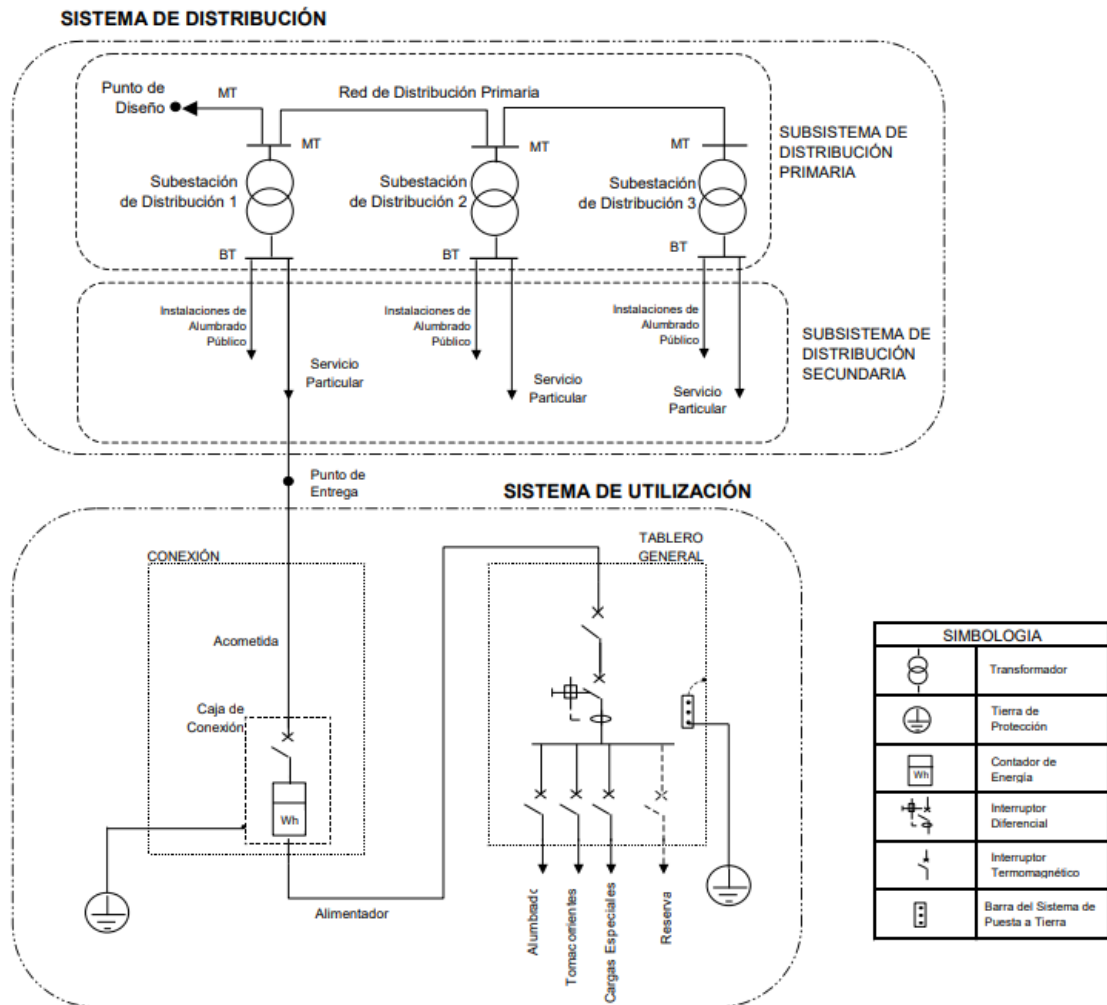 SISTEMA DE DISTRIBUCIÓN
Punto de
Diseño
MT
Red de Distribución Primaria
MT
MT
MT
SUBSISTEMA DE
DISTRIBUCIÓN
PRIMARIA
Subestación
de Distribución 1
Subestación
de Distribución 2
Subestación
de Distribución 3
BT
BT
BT
Instalaciones de
Alumbrado
Público
Instalaciones de
Alumbrado
Público
Instalaciones de
Alumbrado
Público
SUBSISTEMA DE
DISTRIBUCIÓN
SECUNDARIA
Servicio
Particular
Servicio
Particular
Servicio
Particular
Punto de
Entrega
SISTEMA DE UTILIZACIÓN
CONEXIÓN
TABLERO
GENERAL
Acometida
Caja de
Conexión
Wh
Alimentador
Alumbrado
Tomacorrientes
Cargas Especiales
Reserva
SIMBOLOGIA
Transformador
Tierra de
Protección
Wh
Contador de
Energía
Interruptor
Diferencial
Interruptor
Termomagnético
Barra del Sistema de
Puesta a Tierra